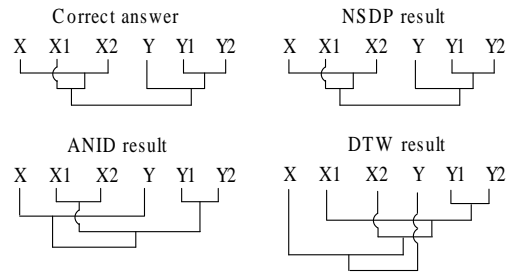 Correct answer
X X1 X2 Y Y1 Y2
NSDP result
X X1 X2 Y Y1 Y2
ANID result
X X1 X2 Y Y1 Y2
DTW result
X X1 X2 Y Y1 Y2